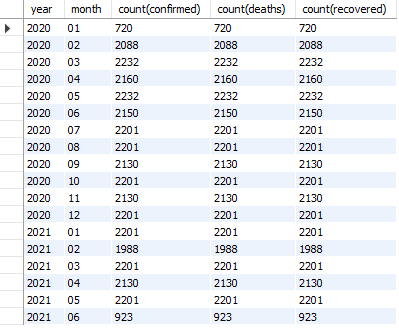 year month count(confirmed) count(deaths) count(recovered)
2020 01 720 720 720
2020 02 2088 2088 2088
2020 03 2232 2232 2232
2020 04 2160 2160 2160
2020 05 2232 2232 2232
2020 06 2150 2150 2150
2020 07 2201 2201 2201
2020 08 2201 2201 2201
2020 09 2130 2130 2130
2020 10 2201 2201 2201
2020 11 2130 2130 2130
2020 12 2201 2201 2201
2021 01 2201 2201 2201
2021 02 1988 1988 1988
2021 03 2201 2201 2201
2021 04 2130 2130 2130
2021 05 2201 2201 2201
2021 06 923 923 923